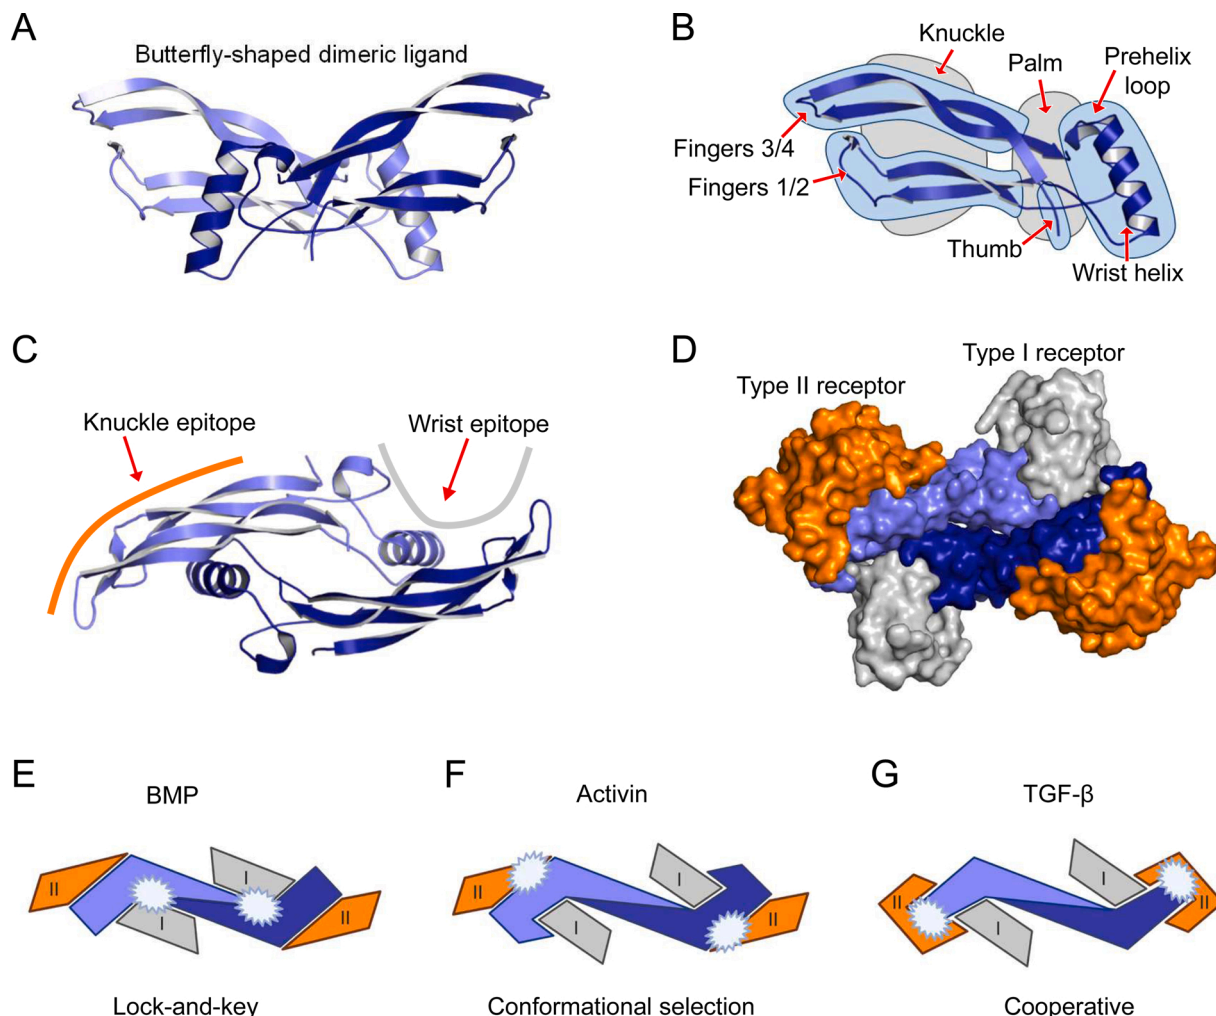 A
Butterfly-shaped dimeric ligand
B
Knuckle
Palm
Prehelix
loop
Fingers 3/4
Fingers 1/2
Thumb
Wrist helix
C
Knuckle epitope
Wrist epitope
D
Type I receptor
Type II receptor
E
BMP
II
I
I
II
Lock-and-key
F
Activin
II
I
I
II
Conformational selection
G
TGF-β
II
I
I
II
Cooperative